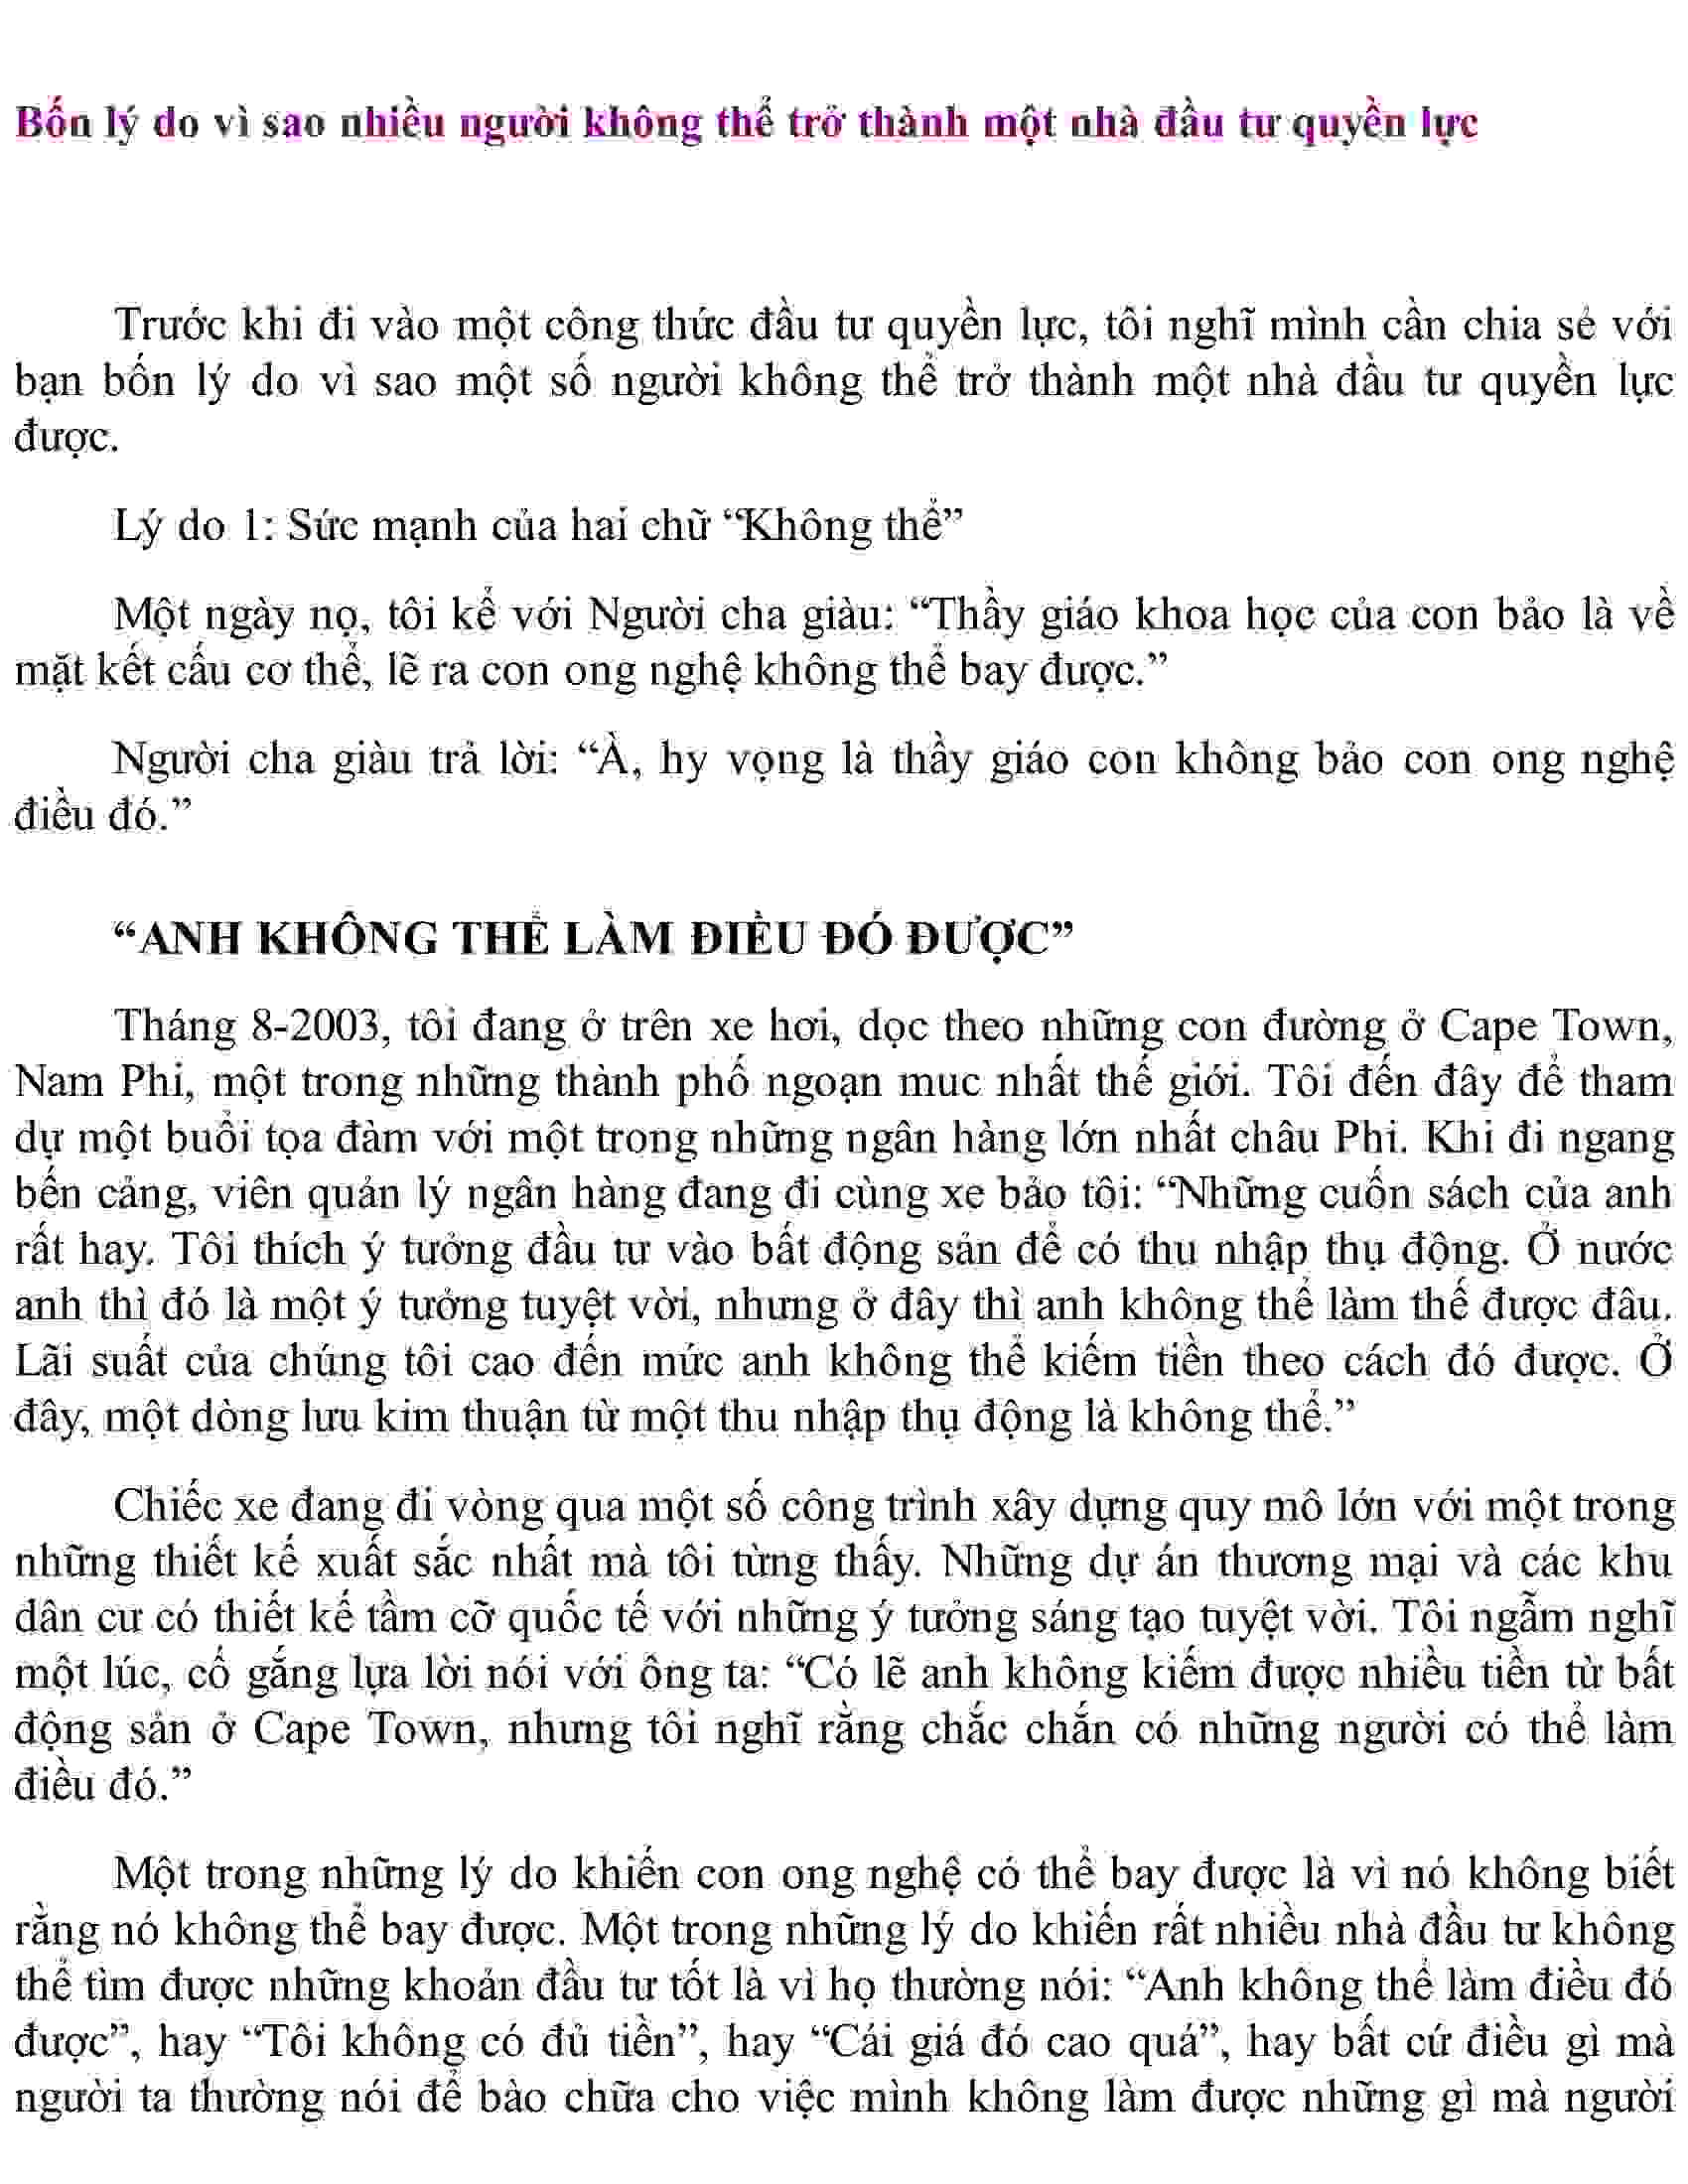 Bốn lý do vì sao nhiều người không thể trở thành một nhà đầu tư quyền lực
Trước khi đi vào một công thức đầu tư quyền lực, tôi nghĩ mình cần chia sẻ với
bạn bốn lý do vì sao một số người không thể trở thành một nhà đầu tư quyền lực
được.
Lý do 1: Sức mạnh của hai chữ “Không thể”
Một ngày nọ, tôi kể với Người cha giàu: “Thầy giáo khoa học của con bảo là về
mặt kết cấu cơ thể, lẽ ra con ong nghệ không thể bay được.”
Người cha giàu trả lời: “À, hy vọng là thầy giáo con không bảo con ong nghệ
điều đó.”
“ANH KHÔNG THỂ LÀM ĐIỀU ĐÓ ĐƯỢC”
Tháng 8-2003, tôi đang ở trên xe hơi, dọc theo những con đường ở Cape Town,
Nam Phi, một trong những thành phố ngoạn muc nhất thế giới. Tôi đến đây để tham
dự một buổi tọa đàm với một trong những ngân hàng lớn nhất châu Phi. Khi đi ngang
bến cảng, viên quản lý ngân hàng đang đi cùng xe bảo tôi: “Những cuốn sách của anh
rất hay. Tôi thích ý tưởng đầu tư vào bất động sản để có thu nhập thụ động. Ở nước
anh thì đó là một ý tưởng tuyệt vời, nhưng ở đây thì anh không thể làm thế được đâu.
Lãi suất của chúng tôi cao đến mức anh không thể kiếm tiền theo cách đó được. Ở
đây, một dòng lưu kim thuận từ một thu nhập thụ động là không thể.”
Chiếc xe đang đi vòng qua một số công trình xây dựng quy mô lớn với một trong
những thiết kế xuất sắc nhất mà tôi từng thấy. Những dự án thương mại và các khu
dân cư có thiết kế tầm cỡ quốc tế với những ý tưởng sáng tạo tuyệt vời. Tôi ngẫm nghĩ
một lúc, cố gắng lựa lời nói với ông ta: “Có lẽ anh không kiếm được nhiều tiền từ bất
động sản ở Cape Town, nhưng tôi nghĩ rằng chắc chắn có những người có thể làm
điều đó.”
Một trong những lý do khiến con ong nghệ có thể bay được là vì nó không biết
rằng nó không thể bay được. Một trong những lý do khiến rất nhiều nhà đầu tư không
thể tìm được những khoản đầu tư tốt là vì họ thường nói: “Anh không thể làm điều đó
được”, hay “Tôi không có đủ tiền”, hay “Cái giá đó cao quá”, hay bất cứ điều gì mà
người ta thường nói để bào chữa cho việc mình không làm được những gì mà người